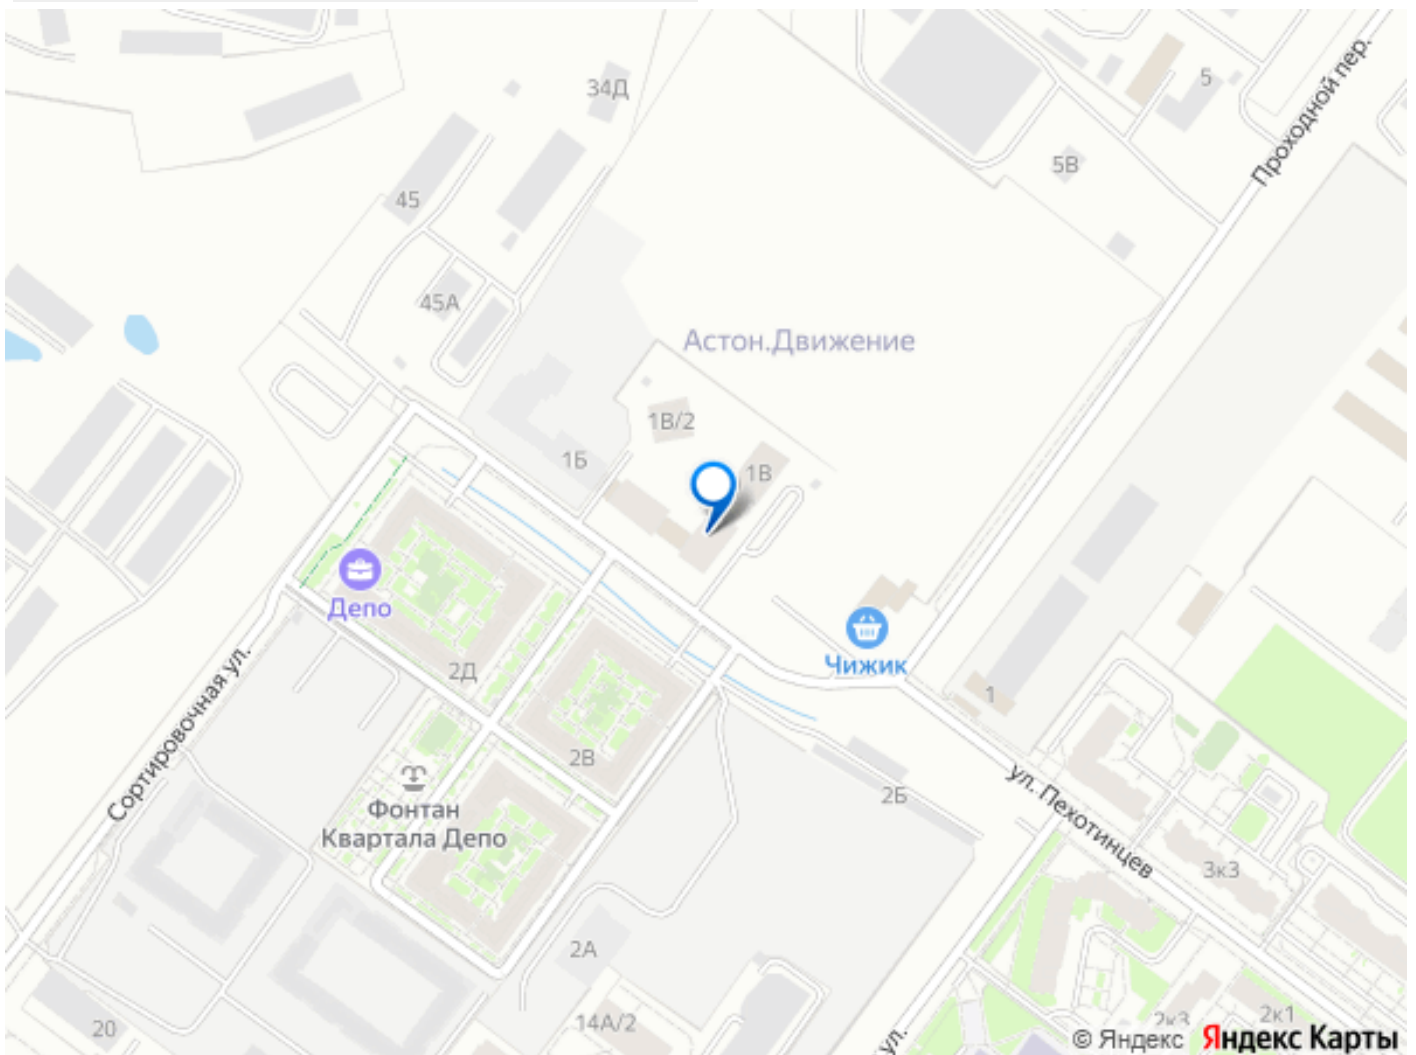 34Д
5
Проходной пер.
5В
45
45А
Астон.Движение
1В/2
1Б
1В
Депо
Чижик
2Д
1
Сортировочная ул.
2В
ул. Пехотинцев
2Б
Фонтан
Квартала Депо
3к3
2А
20
14А/2
2к3
2к1
ул.
© Яндекс Яндекс Карты